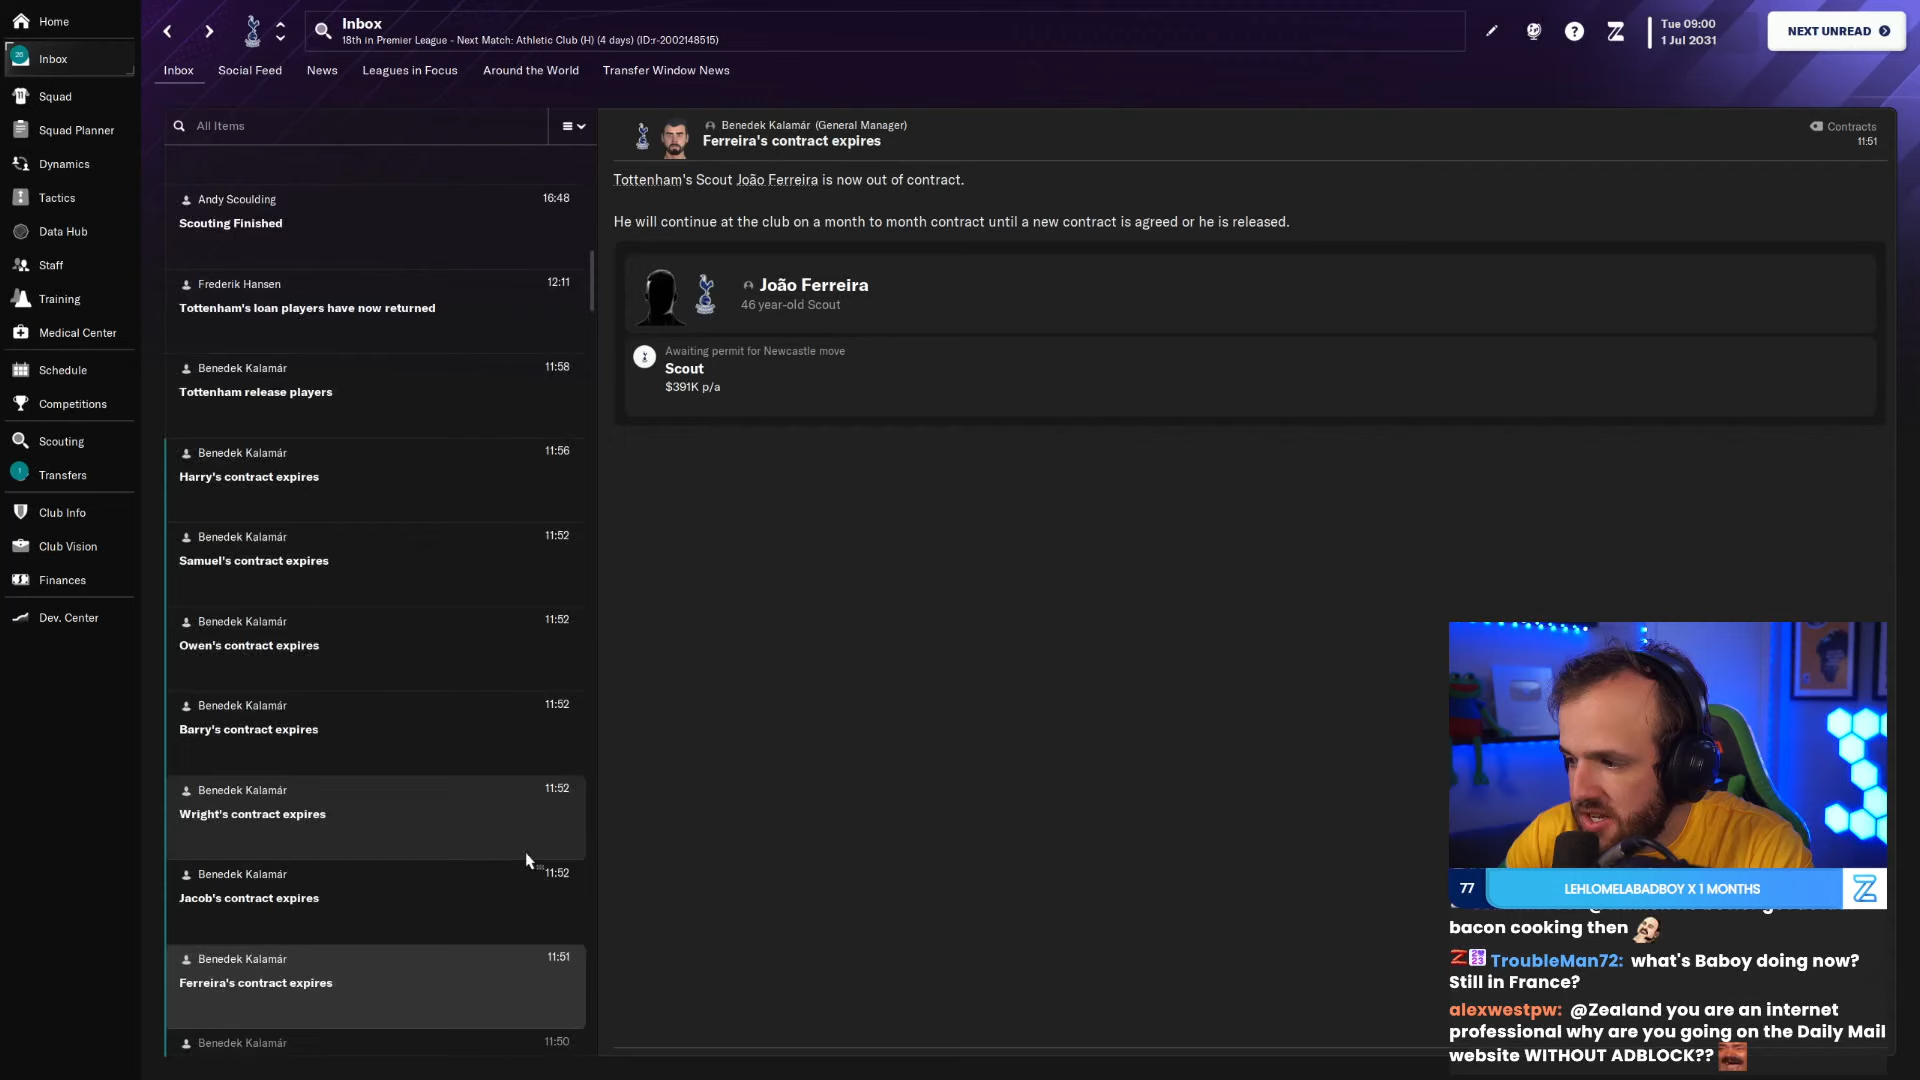 Home
Inbox
26
Squad
Squad Planner
Dynamics
Tactics
Data Hub
Staff
Training
Medical Center
Schedule
Competitions
Scouting
1
Transfers
Club Info
Club Vision
Finances
Dev. Center
Inbox
18th in Premier League - Next Match: Athletic Club (H) (4 days) (ID:r-2002148515)
Tue 09:00
1 Jul 2031
NEXT UNREAD
Inbox
Social Feed
News
Leagues in Focus
Around the World
Transfer Window News
All Items
Andy Scoulding
16:48
Scouting Finished
Frederik Hansen
12:11
Tottenham's loan players have now returned
Benedek Kalamár
11:58
Tottenham release players
Benedek Kalamár
11:56
Harry's contract expires
Benedek Kalamár
11:52
Samuel's contract expires
Benedek Kalamár
11:52
Owen's contract expires
Benedek Kalamár
11:52
Barry's contract expires
Benedek Kalamár
11:52
Wright's contract expires
Benedek Kalamár
11:52
Jacob's contract expires
Benedek Kalamár
11:51
Ferreira's contract expires
Benedek Kalamár
11:50
Benedek Kalamár (General Manager)
Ferreira's contract expires
Contracts
11:51
Tottenham's Scout João Ferreira is now out of contract.
He will continue at the club on a month to month contract until a new contract is agreed or he is released.
João Ferreira
46 year-old Scout
Awaiting permit for Newcastle move
Scout
$391K p/a
77
LEHLOMELABADBOY X 1 MONTHS
bacon cooking then
TroubleMan72: what's Baboy doing now?
Still in France?
alexwestpw: @Zealand you are an internet
professional why are you going on the Daily Mail
website WITHOUT ADBLOCK??